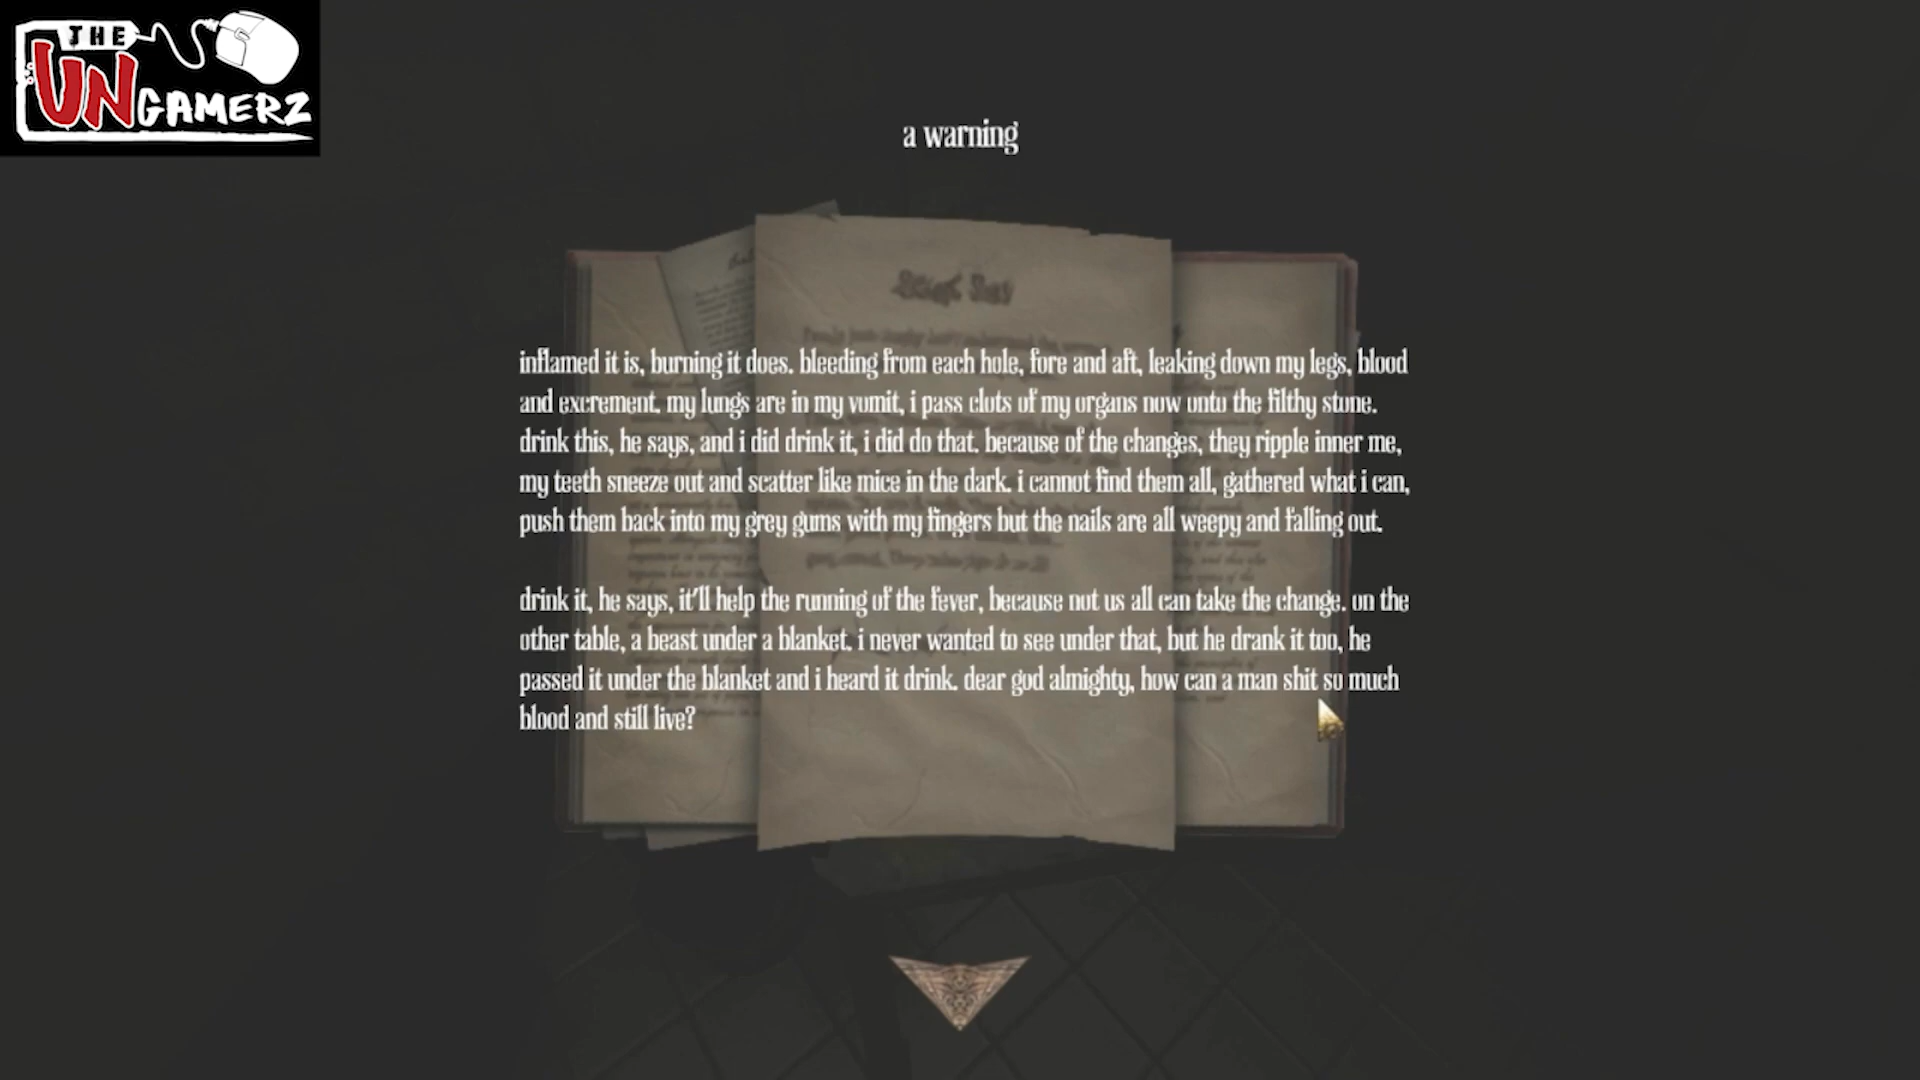 THE
UNGAMERZ
a warning
inflamed it is, burning it does. bleeding from each hole, fore and aft, leaking down my legs, blood
and excrement. my lungs are in my vomit, i pass clots of my organs now onto the filthy stone.
drink this, he says, and i did drink it, i did do that. because of the changes, they ripple inner me,
my teeth sneeze out and scatter like mice in the dark. i cannot find them all, gathered what i can,
push them back into my grey gums with my fingers but the nails are all weepy and falling out.
drink it, he says, it'll help the running of the fever, because not us all can take the change. on the
other table, a beast under a blanket. i never wanted to see under that, but he drank it too, he
passed it under the blanket and i heard it drink. dear god almighty, how can a man shit so much
blood and still live?